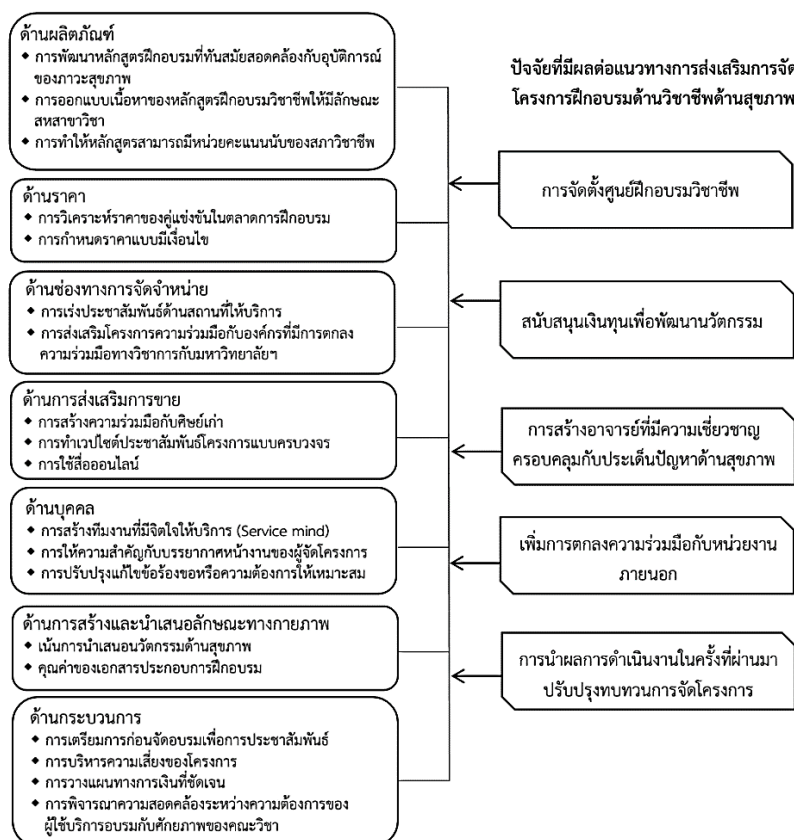 ด้านผลิตภัณฑ์
◆ การพัฒนาหลักสูตรฝึกอบรมที่ทันสมัยสอดคล้องกับอุบัติการณ์
ของภาวะสุขภาพ
◆ การออกแบบเนื้อหาของหลักสูตรฝึกอบรมวิชาชีพให้มีลักษณะ
สหสาขาวิชา
◆ การทำให้หลักสูตรสามารถมีหน่วยคะแนนนับของสภาวิชาชีพ
ด้านราคา
◆ การวิเคราะห์ราคาของคู่แข่งขันในตลาดการฝึกอบรม
◆ การกำหนดราคาแบบมีเงื่อนไข
ด้านช่องทางการจัดจำหน่าย
◆ การเร่งประชาสัมพันธ์ด้านสถานที่ให้บริการ
◆ การส่งเสริมโครงการความร่วมมือกับองค์กรที่มีการตกลง
ความร่วมมือทางวิชาการกับมหาวิทยาลัยฯ
ด้านการส่งเสริมการขาย
◆ การสร้างความร่วมมือกับศิษย์เก่า
◆ การทำเวปไซต์ประชาสัมพันธ์โครงการแบบครบวงจร
◆ การใช้สื่อออนไลน์
ด้านบุคคล
◆ การสร้างทีมงานที่มีจิตใจให้บริการ (Service mind)
◆ การให้ความสำคัญกับบรรยากาศหน้างานของผู้จัดโครงการ
◆ การปรับปรุงแก้ไขข้อร้องขอหรือความต้องการให้เหมาะสม
ด้านการสร้างและนำเสนอลักษณะทางกายภาพ
◆ เน้นการนำเสนอนวัตกรรมด้านสุขภาพ
◆ คุณค่าของเอกสารประกอบการฝึกอบรม
ด้านกระบวนการ
◆ การเตรียมการก่อนจัดอบรมเพื่อการประชาสัมพันธ์
◆ การบริหารความเสี่ยงของโครงการ
◆ การวางแผนทางการเงินที่ชัดเจน
◆ การพิจารณาความสอดคล้องระหว่างความต้องการของ
ผู้ใช้บริการอบรมกับศักยภาพของคณะวิชา
ปัจจัยที่มีผลต่อแนวทางการส่งเสริมการจัด
โครงการฝึกอบรมด้านวิชาชีพด้านสุขภาพ
การจัดตั้งศูนย์ฝึกอบรมวิชาชีพ
สนับสนุนเงินทุนเพื่อพัฒนานวัตกรรม
การสร้างอาจารย์ที่มีความเชี่ยวชาญ
ครอบคลุมกับประเด็นปัญหาด้านสุขภาพ
เพิ่มการตกลงความร่วมมือกับหน่วยงาน
ภายนอก
การนำผลการดำเนินงานในครั้งที่ผ่านมา
ปรับปรุงทบทวนการจัดโครงการ